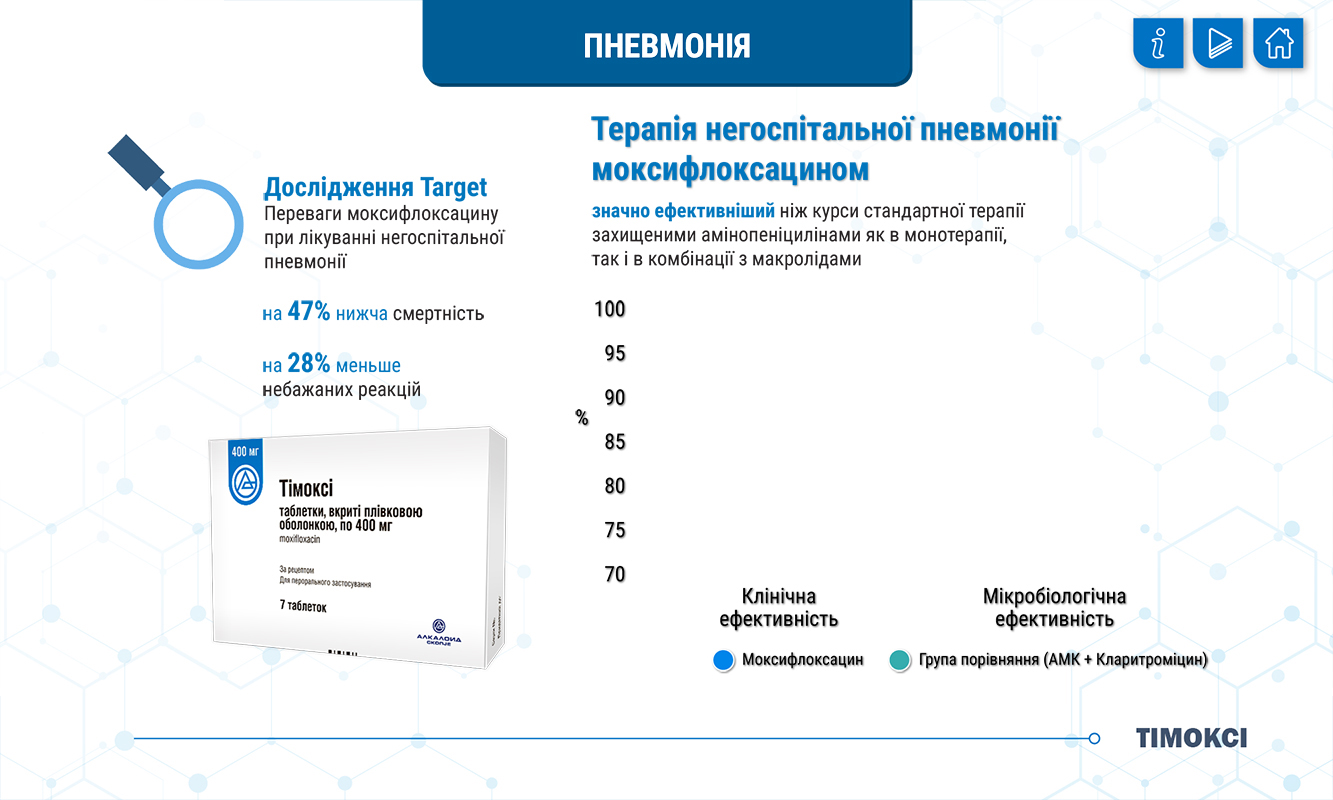 ПНЕВМОНІЯ
Дослідження Target
Переваги моксифлоксацину
при лікуванні негоспітальної
пневмонії
на 47% нижча смертність
на 28% меньше
небажаних реакцій
400 мг
Тімоксі
таблетки, вкриті плівковою
оболонкою, по 400 мг
moxifloxacin
За рецептом
Для перорального застосування
7 таблеток
АЛКАЛОИД
СКОПЈЕ
Терапія негоспітальної пневмонії
моксифлоксацином
значно ефективніший ніж курси стандартної терапії
захищеними амінопеніцилінами як в монотерапії,
так і в комбінації з макролідами
100
95
90
%
85
80
75
70
Клінічна
ефективність
Мікробіологічна
ефективність
Моксифлоксацин
Група порівняння (АМК + Кларитроміцин)
ТІМОКСІ